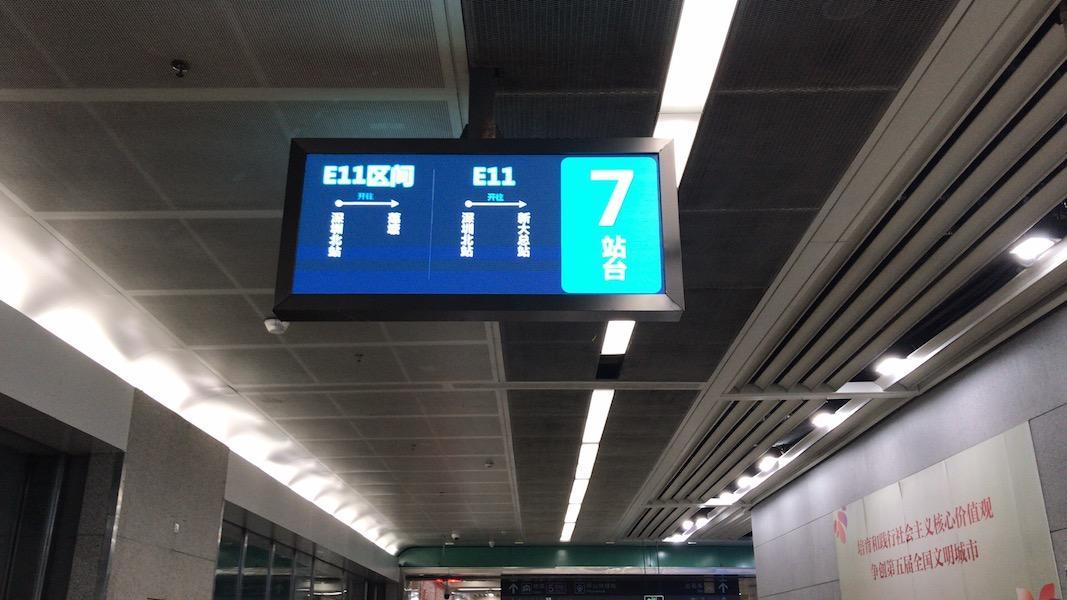 E11区间
开往
深圳北站
葵涌
E11
开往
深圳北站
新大总站
7
站台
培育和践行社会主义核心价值观
争创第五届全国文明城市